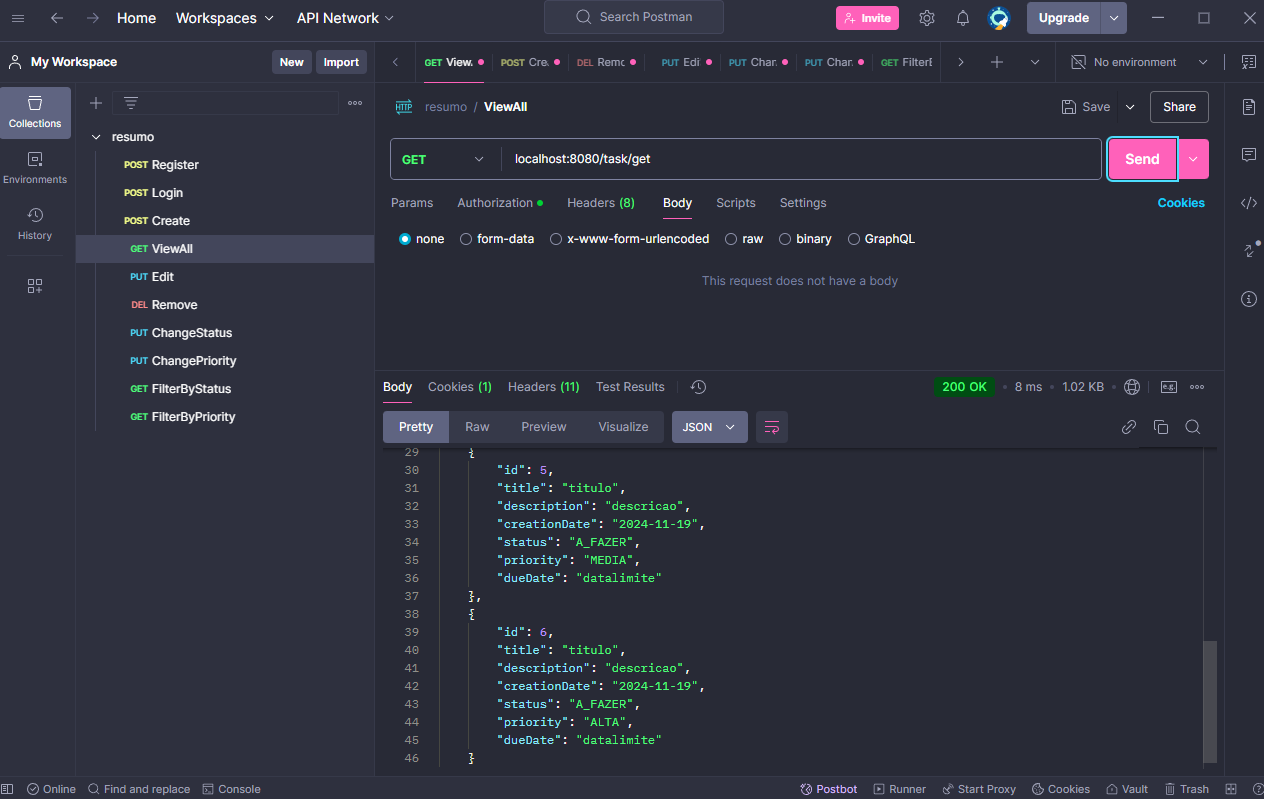 Home Workspaces API Network Search Postman Invite Upgrade
My Workspace New Import GET View. POST Cre. DEL Remc PUT Edi PUT Char. PUT Char. GET FilterE No environment
Collections
Environments
History
resumo
POST Register
POST Login
POST Create
GET ViewAll
PUT Edit
DEL Remove
PUT ChangeStatus
PUT ChangePriority
GET FilterByStatus
GET FilterByPriority
HTTP resumo / ViewAll Save Share
GET localhost:8080/task/get Send
Params Authorization Headers (8) Body Scripts Settings Cookies
none form-data x-www-form-urlencoded raw binary GraphQL
This request does not have a body
Body Cookies (1) Headers (11) Test Results 200 OK • 8 ms • 1.02 KB • e.g.
Pretty Raw Preview Visualize JSON
29 {
30 "id": 5,
31 "title": "titulo",
32 "description": "descricao",
33 "creationDate": "2024-11-19",
34 "status": "A_FAZER",
35 "priority": "MEDIA",
36 "dueDate": "datalimite"
37 },
38 {
39 "id": 6,
40 "title": "titulo",
41 "description": "descricao",
42 "creationDate": "2024-11-19",
43 "status": "A_FAZER",
44 "priority": "ALTA",
45 "dueDate": "datalimite"
46 }
Online Find and replace Console Postbot Runner Start Proxy Cookies Vault Trash